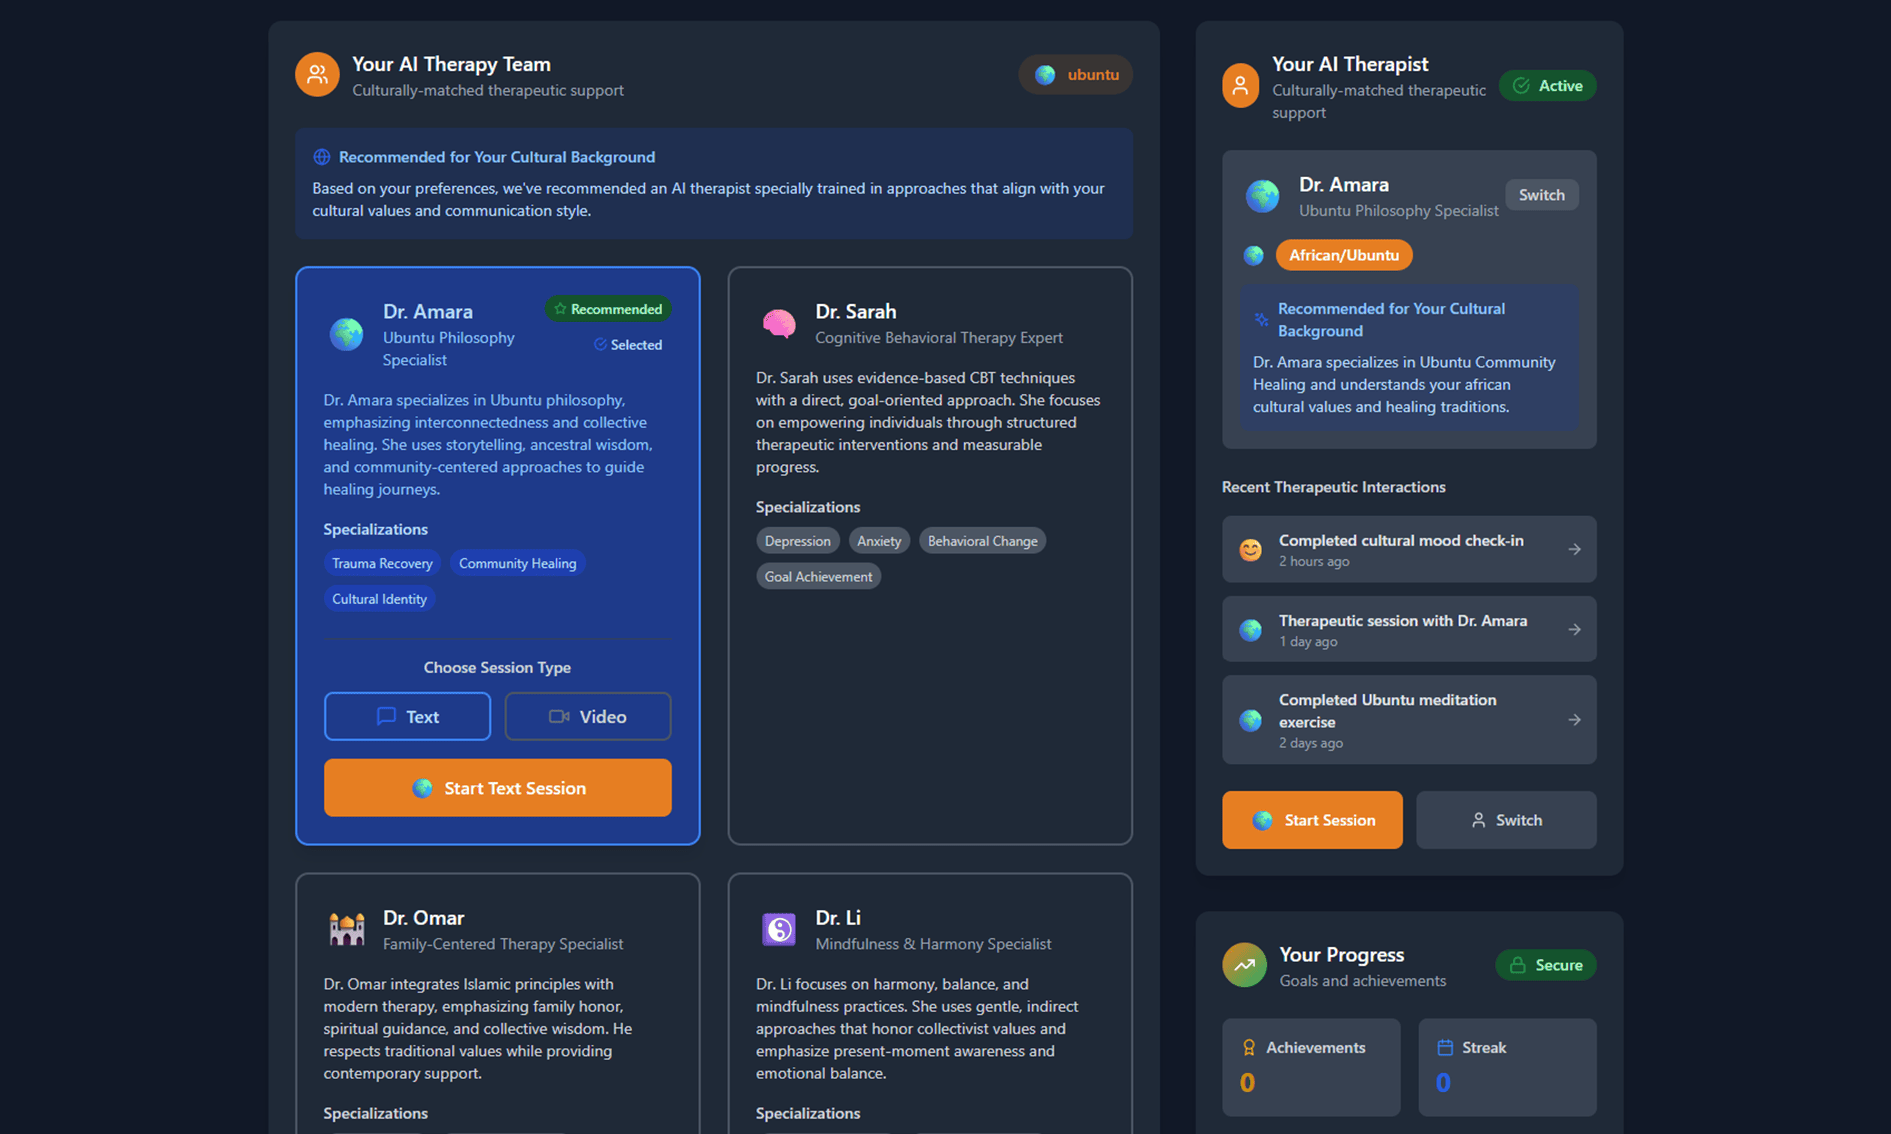 Your AI Therapy Team
Culturally-matched therapeutic support
ubuntu
Recommended for Your Cultural Background
Based on your preferences, we've recommended an AI therapist specially trained in approaches that align with your
cultural values and communication style.
Dr. Amara
Ubuntu Philosophy
Specialist
Recommended
Selected
Dr. Amara specializes in Ubuntu philosophy,
emphasizing interconnectedness and collective
healing. She uses storytelling, ancestral wisdom,
and community-centered approaches to guide
healing journeys.
Specializations
Trauma Recovery
Community Healing
Cultural Identity
Choose Session Type
Text
Video
Start Text Session
Dr. Sarah
Cognitive Behavioral Therapy Expert
Dr. Sarah uses evidence-based CBT techniques
with a direct, goal-oriented approach. She focuses
on empowering individuals through structured
therapeutic interventions and measurable
progress.
Specializations
Depression
Anxiety
Behavioral Change
Goal Achievement
Dr. Omar
Family-Centered Therapy Specialist
Dr. Omar integrates Islamic principles with
modern therapy, emphasizing family honor,
spiritual guidance, and collective wisdom. He
respects traditional values while providing
contemporary support.
Specializations
Dr. Li
Mindfulness & Harmony Specialist
Dr. Li focuses on harmony, balance, and
mindfulness practices. She uses gentle, indirect
approaches that honor collectivist values and
emphasize present-moment awareness and
emotional balance.
Specializations
Your AI Therapist
Culturally-matched therapeutic
support
Active
Dr. Amara
Ubuntu Philosophy Specialist
Switch
African/Ubuntu
Recommended for Your Cultural
Background
Dr. Amara specializes in Ubuntu Community
Healing and understands your african
cultural values and healing traditions.
Recent Therapeutic Interactions
Completed cultural mood check-in
2 hours ago
Therapeutic session with Dr. Amara
1 day ago
Completed Ubuntu meditation
exercise
2 days ago
Start Session
Switch
Your Progress
Goals and achievements
Secure
Achievements
0
Streak
0